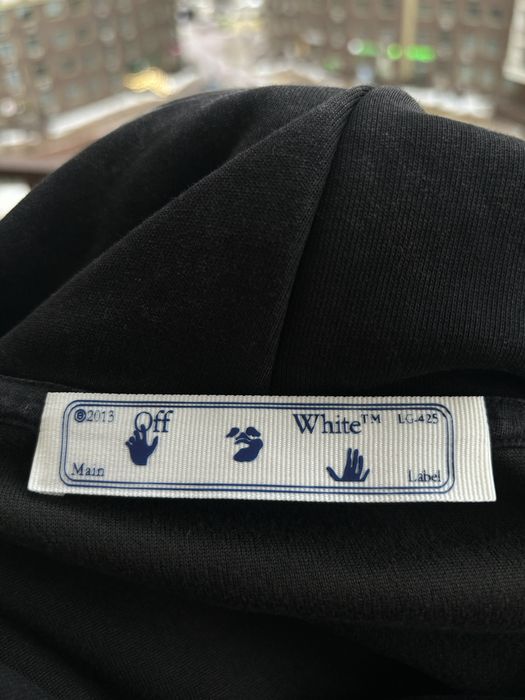 ®2013 Off White™ LG-425
Main Label